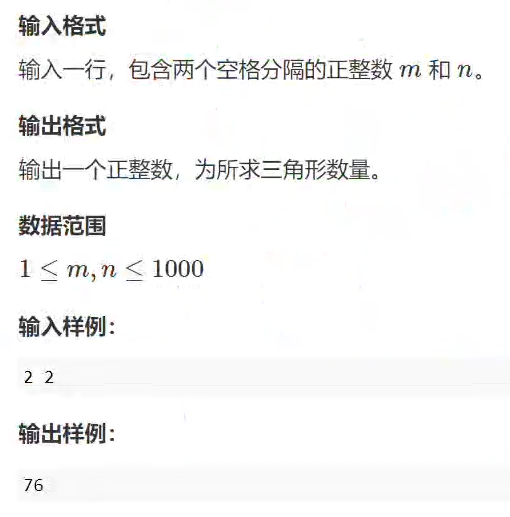 输入格式
输入一行，包含两个空格分隔的正整数 m 和 n。
输出格式
输出一个正整数，为所求三角形数量。
数据范围
1 ≤ m, n ≤ 1000
输入样例：
2 2
输出样例：
76